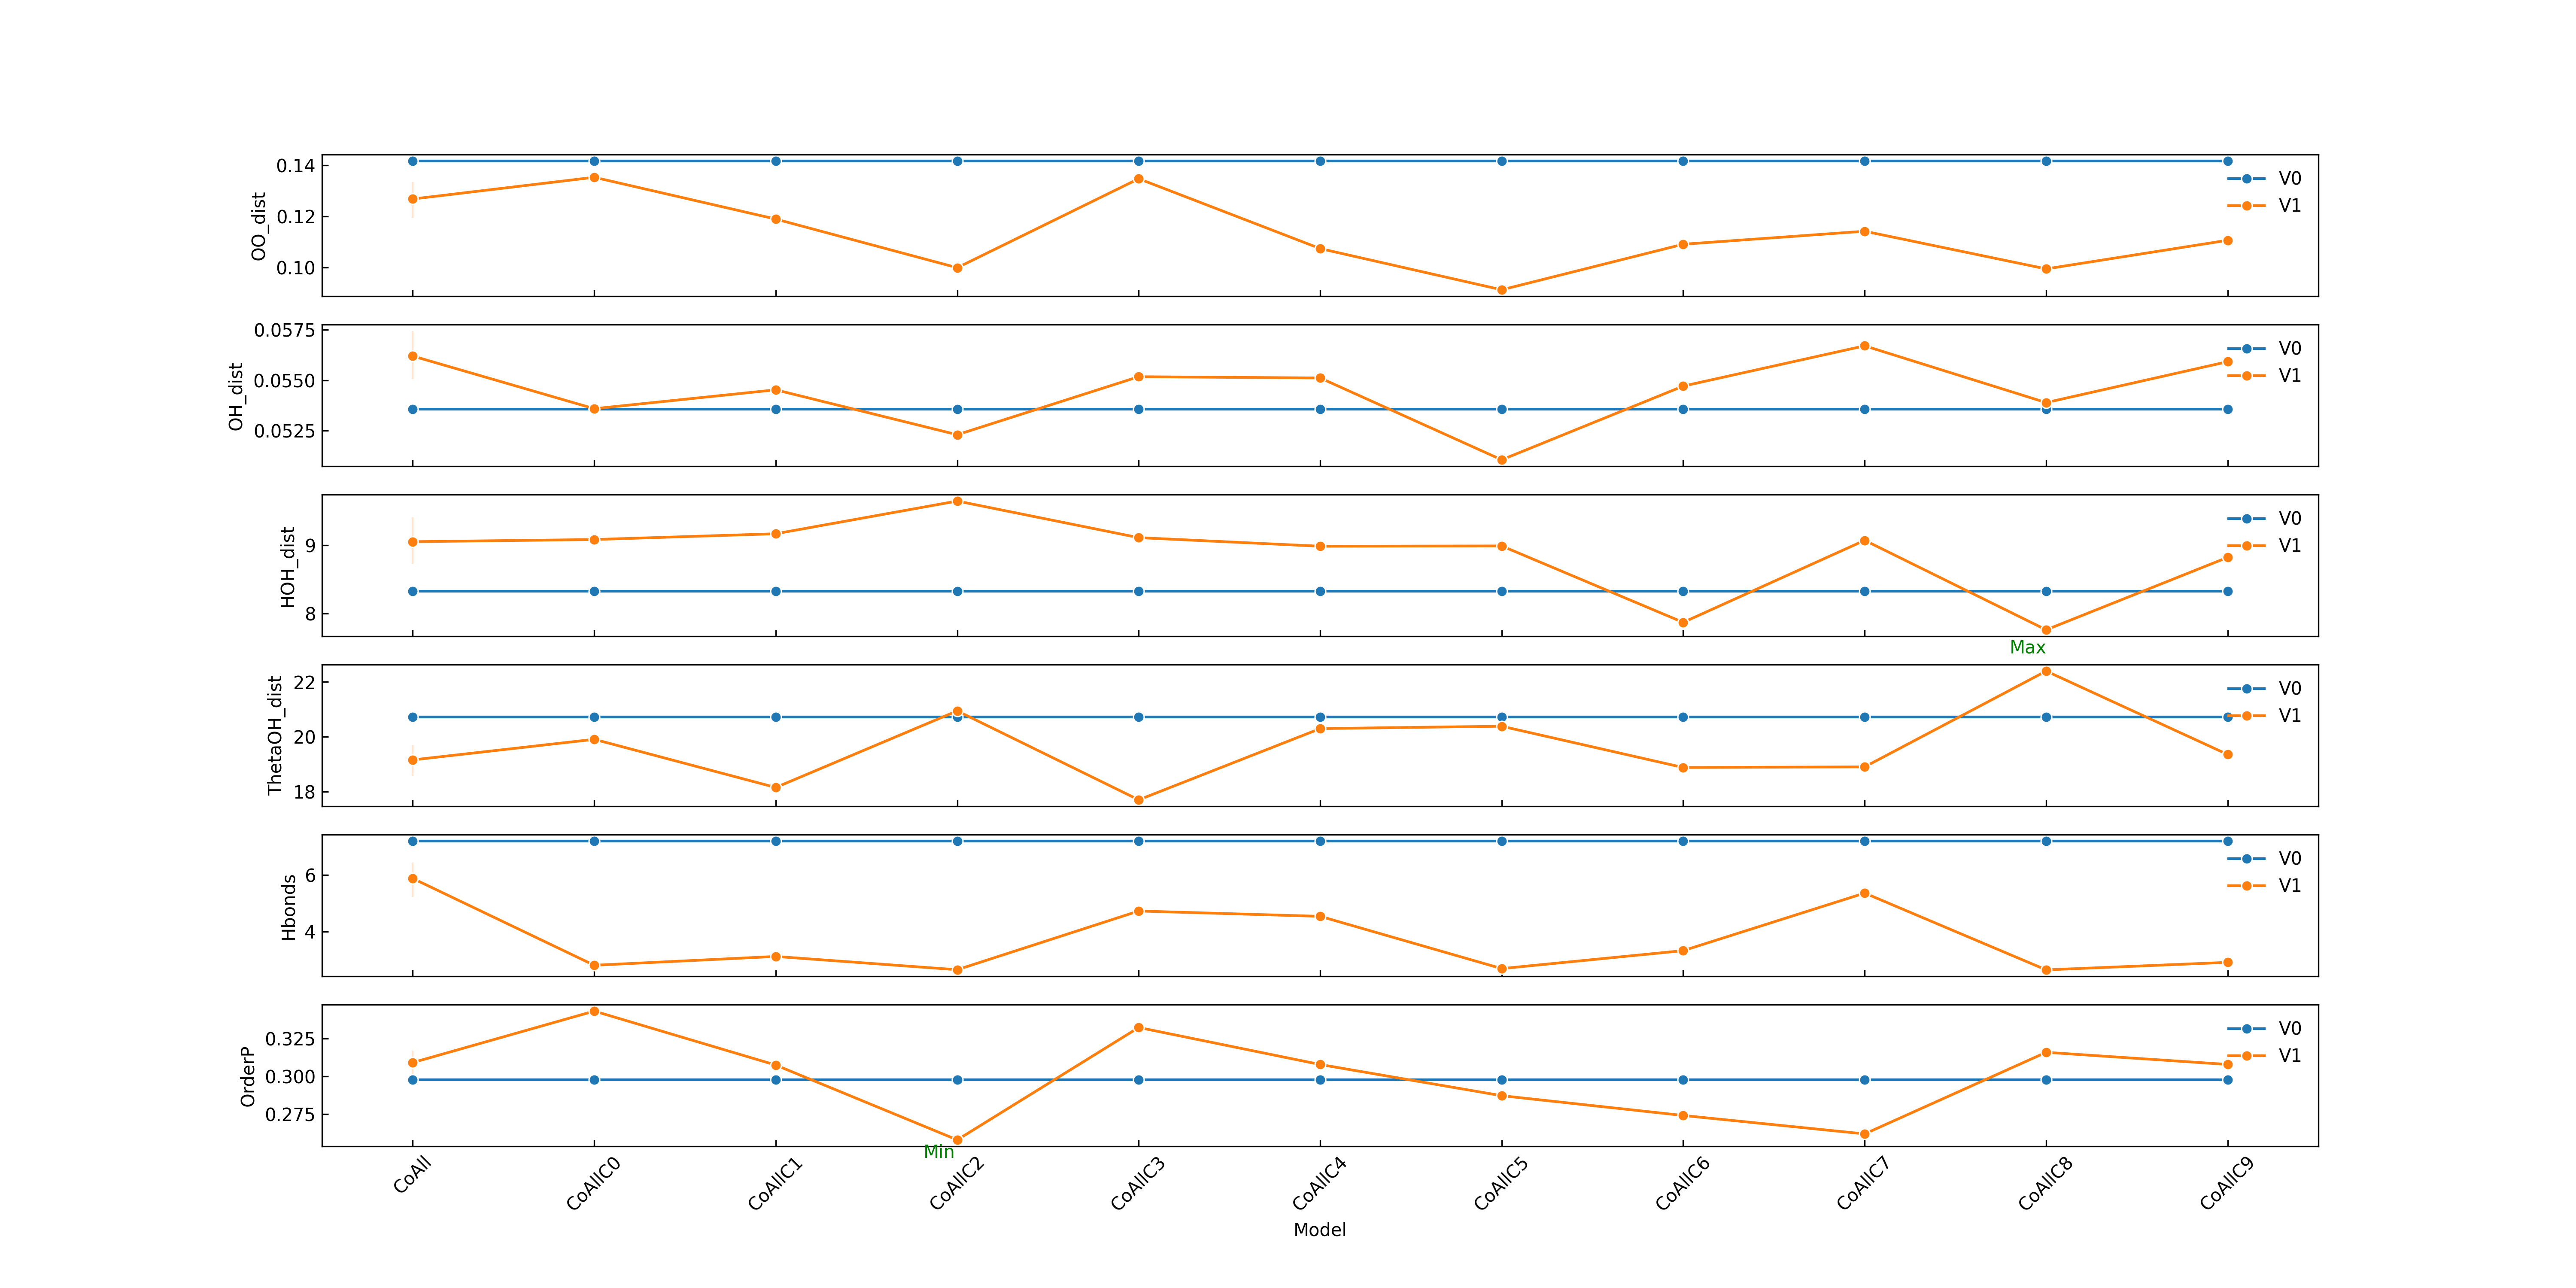 OO_dist
0.14
0.12
0.10
V0
V1
OH_dist
0.0575
0.0550
0.0525
V0
V1
HOH_dist
9
8
V0
V1
Max
ThetaOH_dist
22
20
18
V0
V1
Hbonds
6
4
V0
V1
OrderP
0.325
0.300
0.275
V0
V1
Min
CoAll
CoAllC0
CoAllC1
CoAllC2
CoAllC3
CoAllC4
CoAllC5
CoAllC6
CoAllC7
CoAllC8
CoAllC9
Model